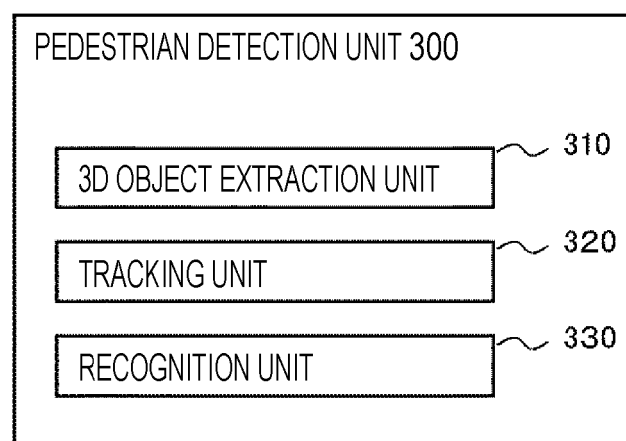 PEDESTRIAN DETECTION UNIT 300
310
3D OBJECT EXTRACTION UNIT
320
TRACKING UNIT
330
RECOGNITION UNIT